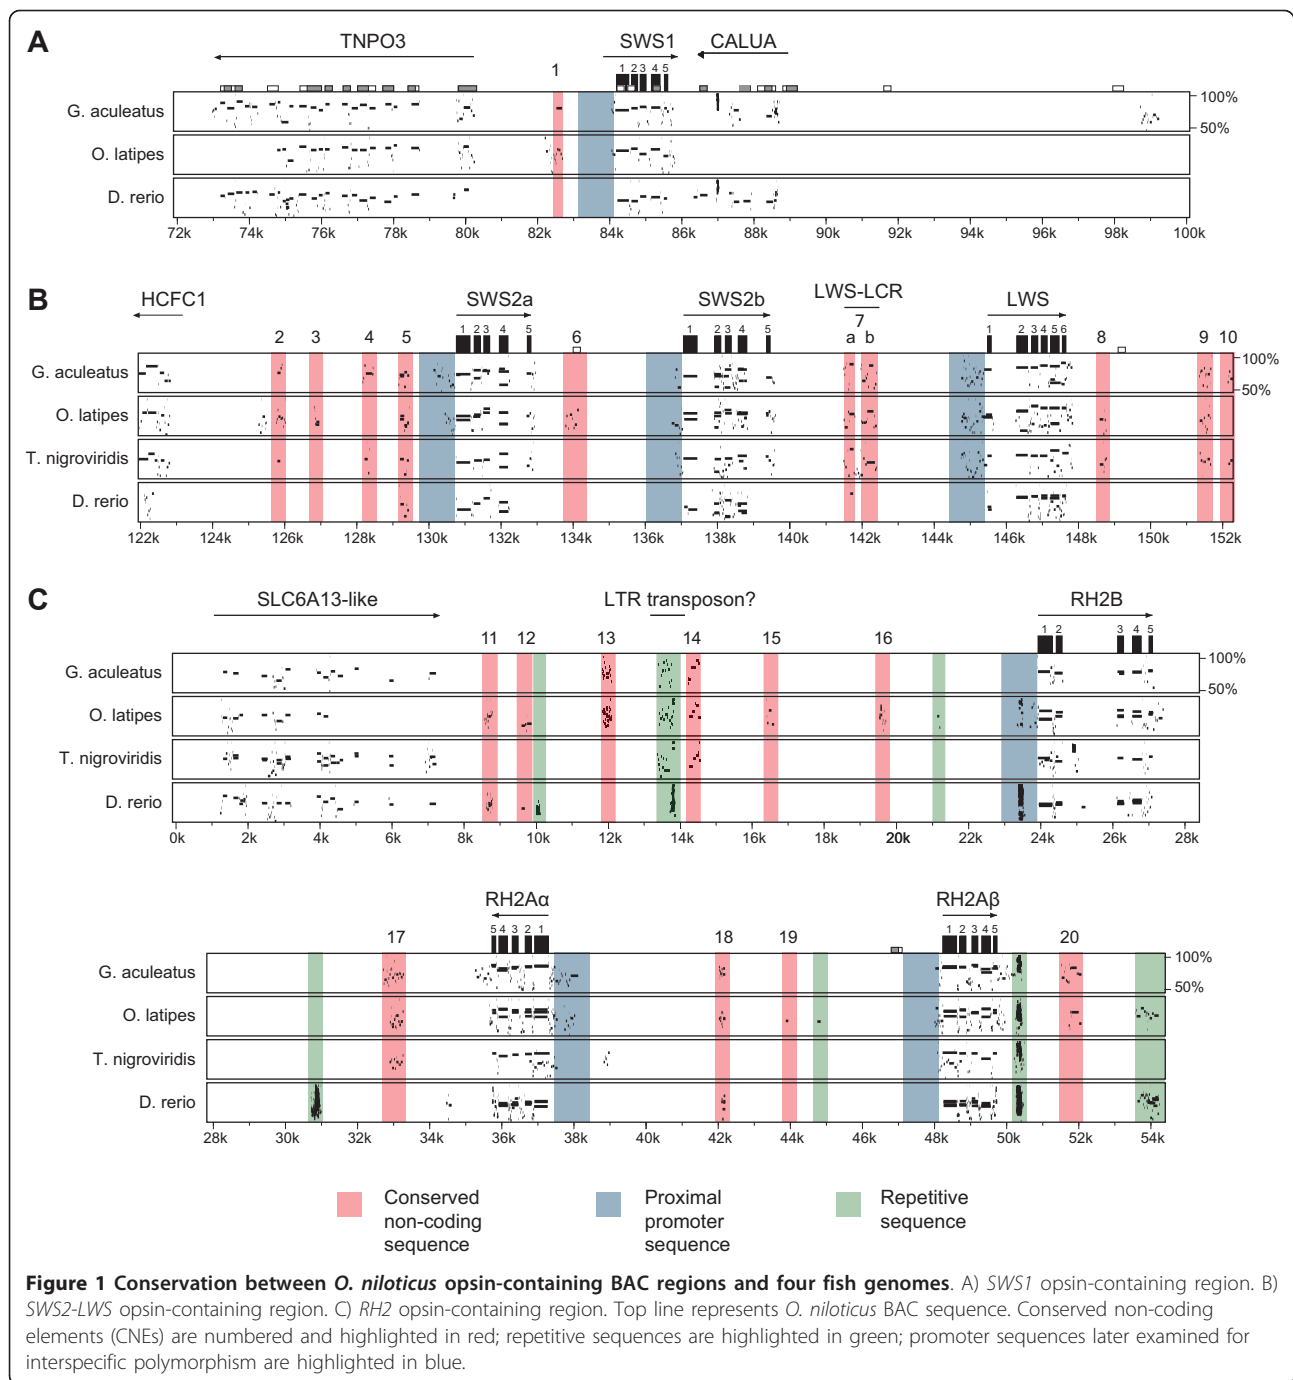 A
TNPO3
SWS1
CALUA
1
1 2 3 4 5
G. aculeatus
100%
50%
O. latipes
D. rerio
72k 74k 76k 78k 80k 82k 84k 86k 88k 90k 92k 94k 96k 98k 100k
B
HCFC1
SWS2a
SWS2b
LWS-LCR
LWS
2 3 4 5 6 7 8 9 10
a b
1 2 3 4 5
1 2 3 4 5
1 2 3 4 5 6
G. aculeatus
100%
50%
O. latipes
T. nigroviridis
D. rerio
122k 124k 126k 128k 130k 132k 134k 136k 138k 140k 142k 144k 146k 148k 150k 152k
C
SLC6A13-like
LTR transposon?
RH2B
11 12 13 14 15 16
1 2 3 4 5
G. aculeatus
100%
50%
O. latipes
T. nigroviridis
D. rerio
0k 2k 4k 6k 8k 10k 12k 14k 16k 18k 20k 22k 24k 26k 28k
RH2Aα
RH2Aβ
17 18 19 20
5 4 3 2 1
1 2 3 4 5
G. aculeatus
100%
50%
O. latipes
T. nigroviridis
D. rerio
28k 30k 32k 34k 36k 38k 40k 42k 44k 46k 48k 50k 52k 54k
Conserved
non-coding
sequence
Proximal
promoter
sequence
Repetitive
sequence
Figure 1 Conservation between O. niloticus opsin-containing BAC regions and four fish genomes. A) SWS1 opsin-containing region. B)
SWS2-LWS opsin-containing region. C) RH2 opsin-containing region. Top line represents O. niloticus BAC sequence. Conserved non-coding
elements (CNEs) are numbered and highlighted in red; repetitive sequences are highlighted in green; promoter sequences later examined for
interspecific polymorphism are highlighted in blue.